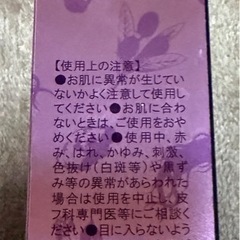 【使用上の注意】
●お肌に異常が生じてい
ないかよく注意して使用し
てください●お肌に合わ
ないときは、ご使用をおや
めください●使用中、赤
み、はれ、かゆみ、刺激、
色抜け(白斑等)や黒ず
み等の異常があらわれた
場合は使用を中止し、皮
フ科専門医等にご相談く
ださい●目に入らないよう